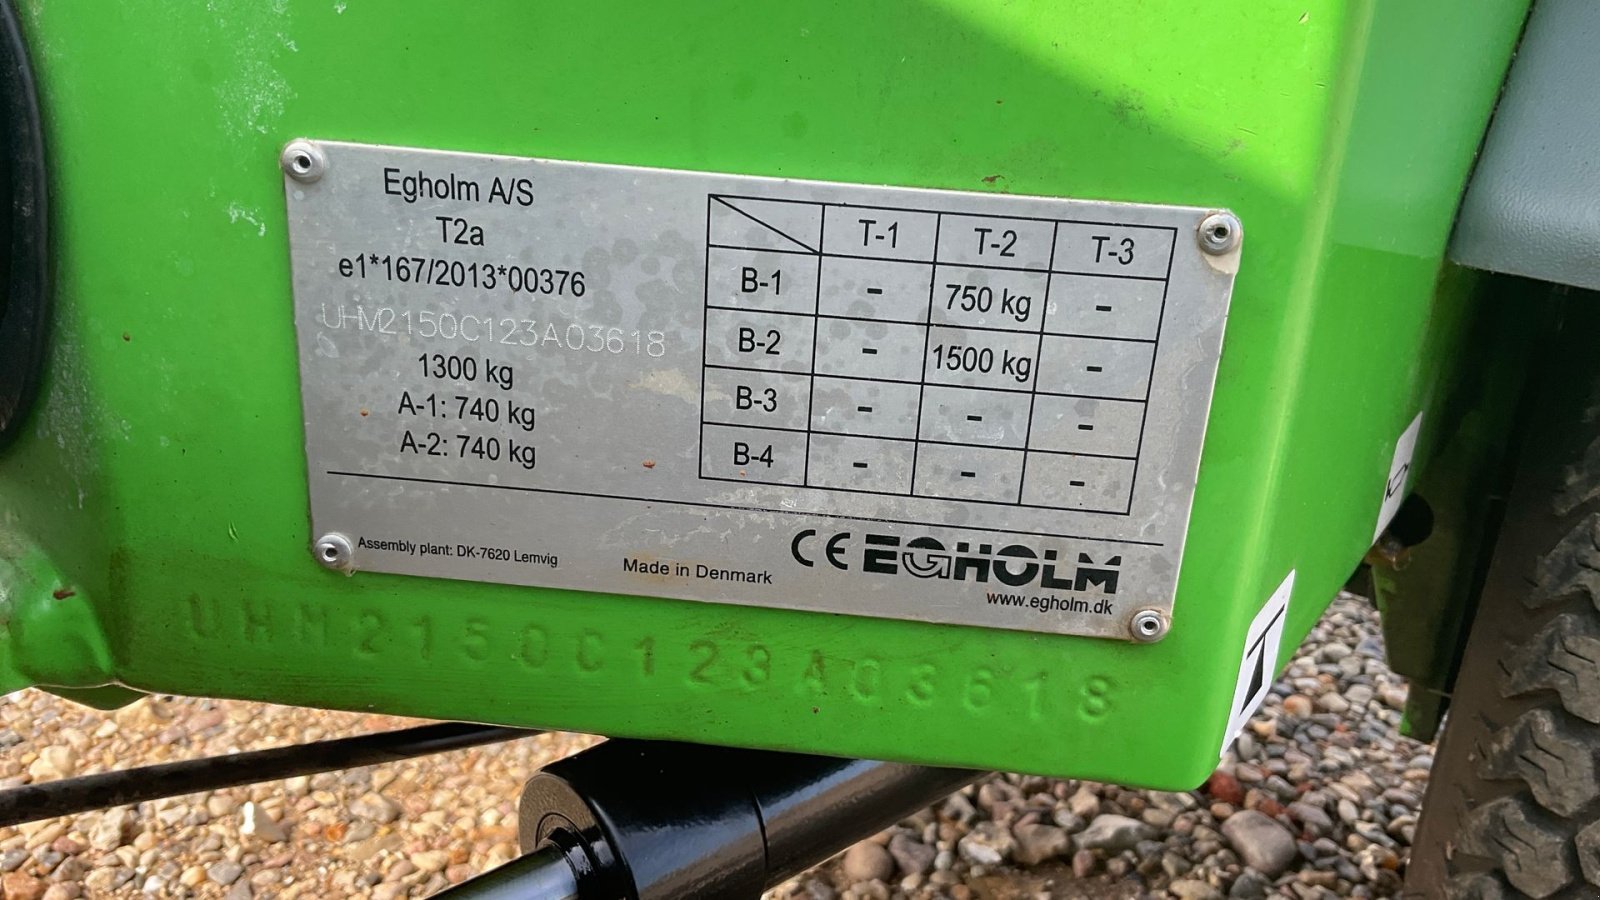 Egholm A/S
T2a
e1*167/2013*00376
UHM2150C123A03618
1300 kg
A-1: 740 kg
A-2: 740 kg
T-1 T-2 T-3
B-1 - 750 kg -
B-2 - 1500 kg -
B-3 - - -
B-4 - - -
Assembly plant: DK-7620 Lemvig
Made in Denmark
CE EGHOLM
www.egholm.dk
UHM2150C123A03618
T